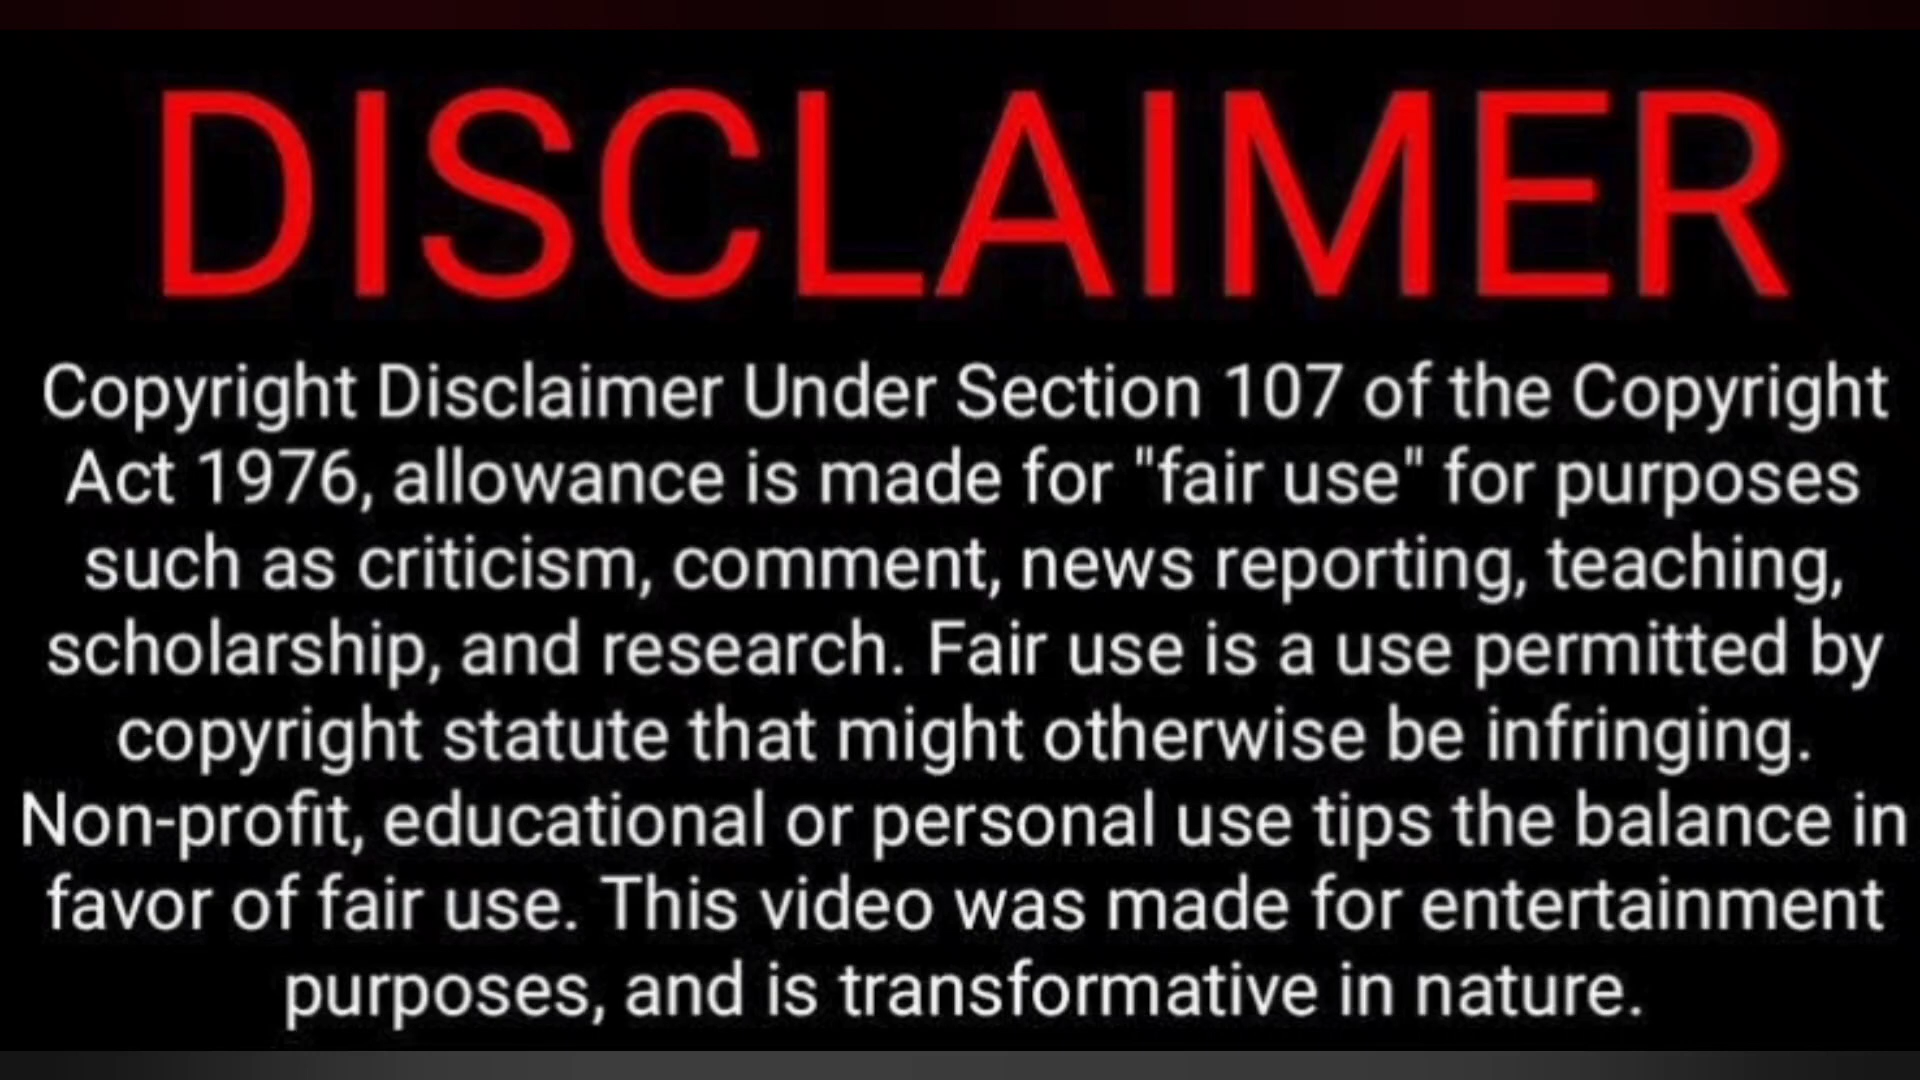 DISCLAIMER
Copyright Disclaimer Under Section 107 of the Copyright
Act 1976, allowance is made for "fair use" for purposes
such as criticism, comment, news reporting, teaching,
scholarship, and research. Fair use is a use permitted by
copyright statute that might otherwise be infringing.
Non-profit, educational or personal use tips the balance in
favor of fair use. This video was made for entertainment
purposes, and is transformative in nature.